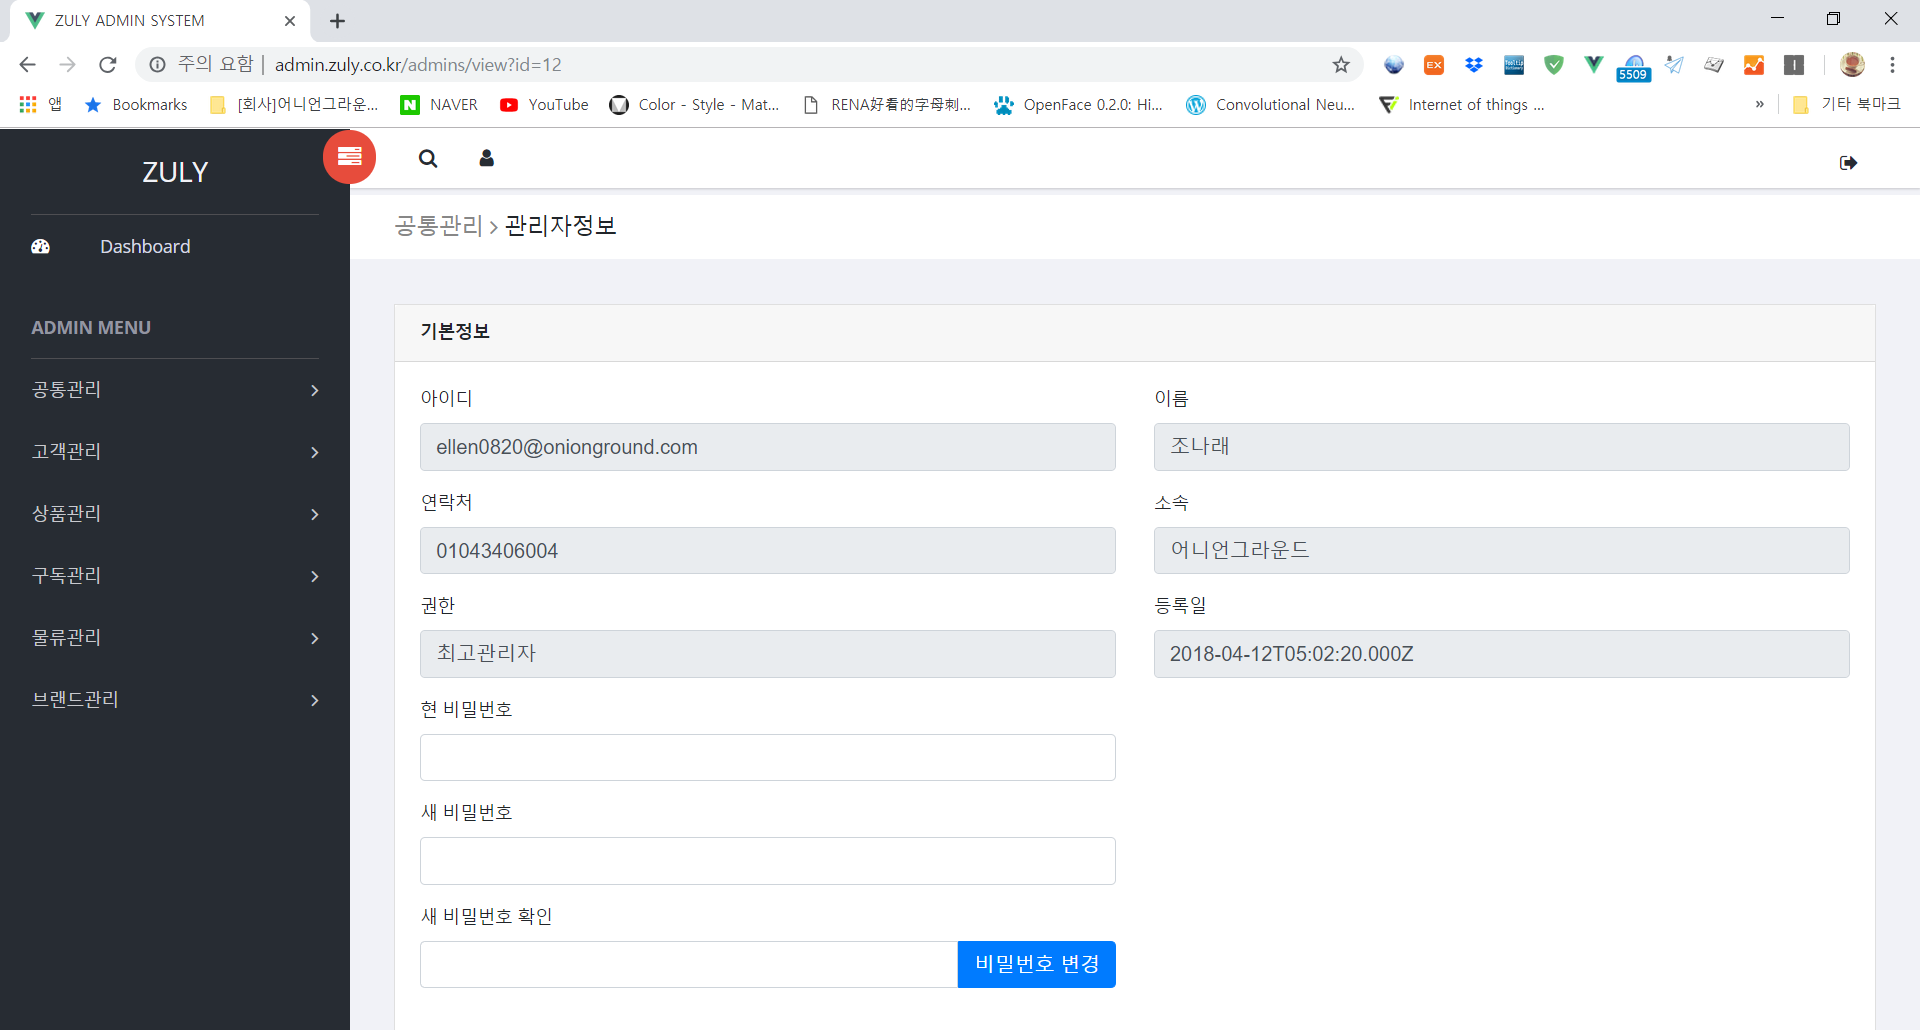 ZULY ADMIN SYSTEM
주의 요함 | admin.zuly.co.kr/admins/view?id=12
EX
5509
앱
Bookmarks
[회사]어니언그라운...
NAVER
YouTube
Color - Style - Mat...
RENA好看的字母刺...
OpenFace 0.2.0: Hi...
Convolutional Neu...
Internet of things ...
»
기타 북마크
ZULY
Dashboard
ADMIN MENU
공통관리
고객관리
상품관리
구독관리
물류관리
브랜드관리
공통관리 > 관리자정보
기본정보
아이디
ellen0820@onionground.com
이름
조나래
연락처
01043406004
소속
어니언그라운드
권한
최고관리자
등록일
2018-04-12T05:02:20.000Z
현 비밀번호
새 비밀번호
새 비밀번호 확인
비밀번호 변경